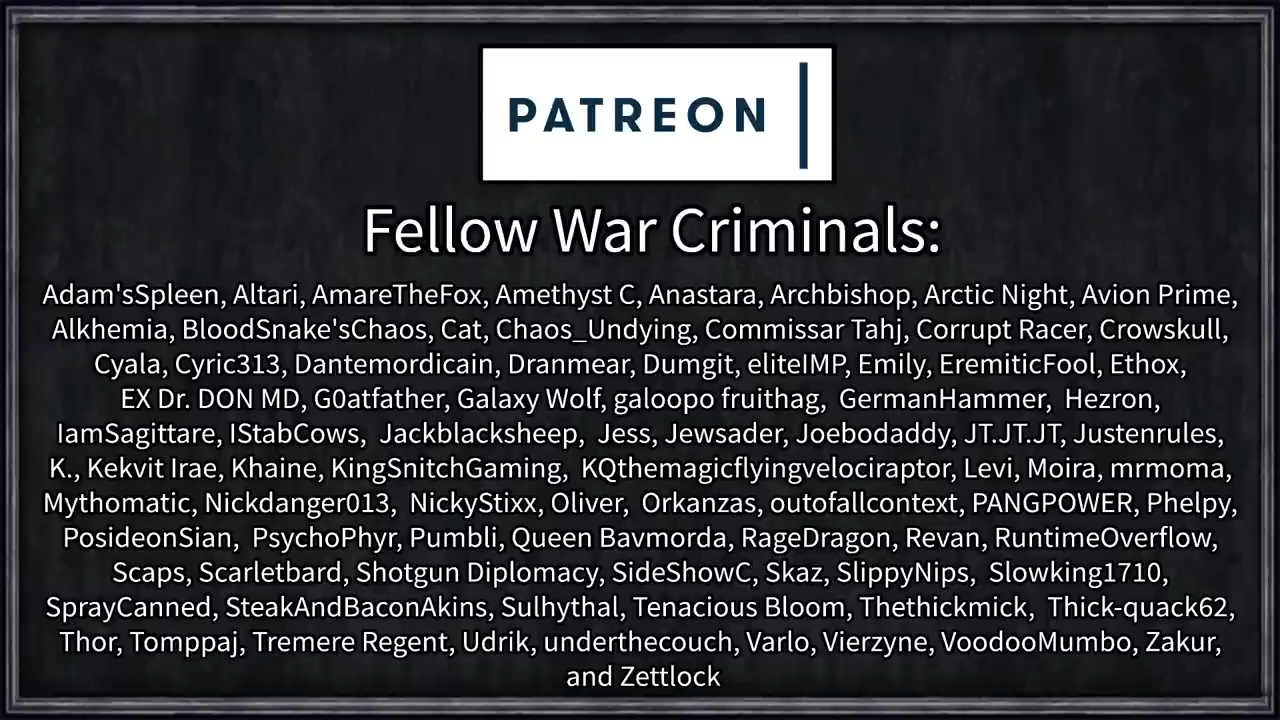 PATREON
Fellow War Criminals:
Adam'sSpleen, Altari, AmareTheFox, Amethyst C, Anastara, Archbishop, Arctic Night, Avion Prime,
Alkhemia, BloodSnake'sChaos, Cat, Chaos_Undying, Commissar Tahj, Corrupt Racer, Crowskull,
Cyala, Cyric313, Dantemordicain, Dranmear, Dumgit, eliteIMP, Emily, EremiticFool, Ethox,
EX Dr. DON MD, G0atfather, Galaxy Wolf, galoopo fruithag, GermanHammer, Hezron,
IamSagittare, IStabCows, Jackblacksheep, Jess, Jewsader, Joebodaddy, JT.JT.JT, Justenrules,
K., Kekvit Irae, Khaine, KingSnitchGaming, KQthemagicflyingvelociraptor, Levi, Moira, mrmoma,
Mythomatic, Nickdanger013, NickyStixx, Oliver, Orkanzas, outofallcontext, PANGPOWER, Phelpy,
PosideonSian, PsychoPhyr, Pumbli, Queen Bavmorda, RageDragon, Revan, RuntimeOverflow,
Scaps, Scarletbard, Shotgun Diplomacy, SideShowC, Skaz, SlippyNips, Slowking1710,
SprayCanned, SteakAndBaconAkins, Sulhythal, Tenacious Bloom, Thethickmick, Thick-quack62,
Thor, Tomppaj, Tremere Regent, Udrik, underthecouch, Varlo, Vierzyne, VoodooMumbo, Zakur,
and Zettlock